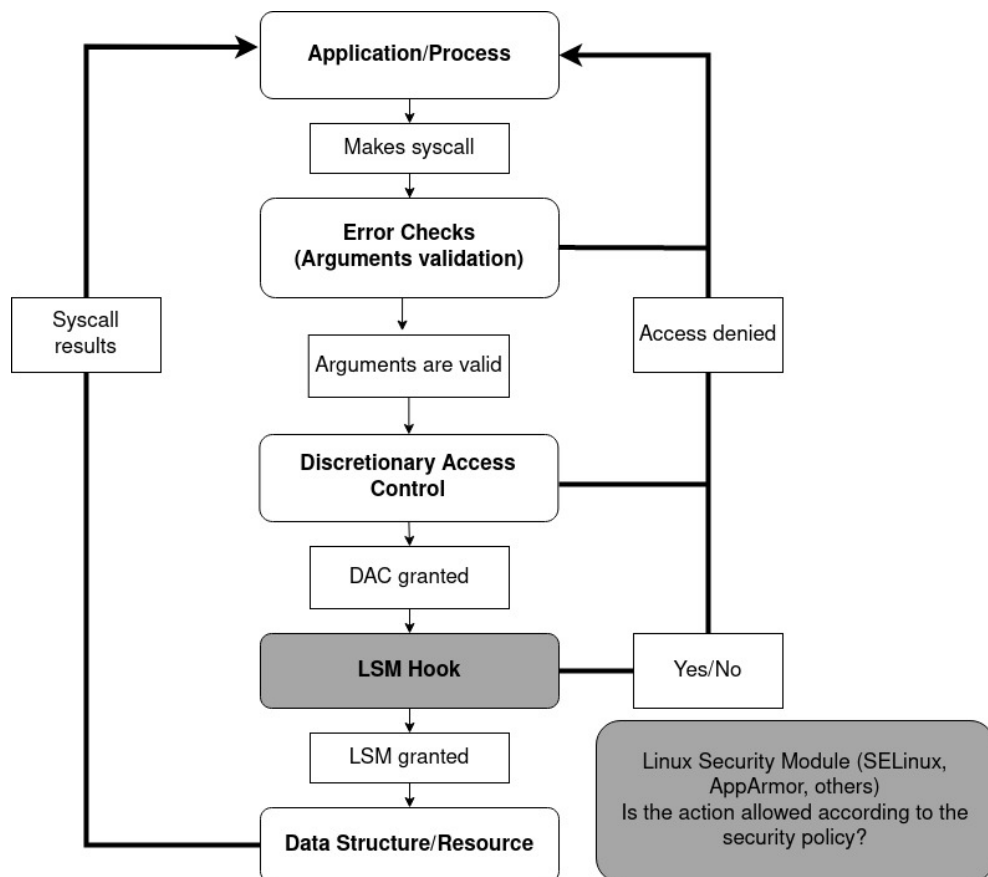 Application/Process
Makes syscall
Error Checks
(Arguments validation)
Syscall
results
Access denied
Arguments are valid
Discretionary Access
Control
DAC granted
LSM Hook
Yes/No
LSM granted
Linux Security Module (SELinux,
AppArmor, others)
Is the action allowed according to the
security policy?
Data Structure/Resource